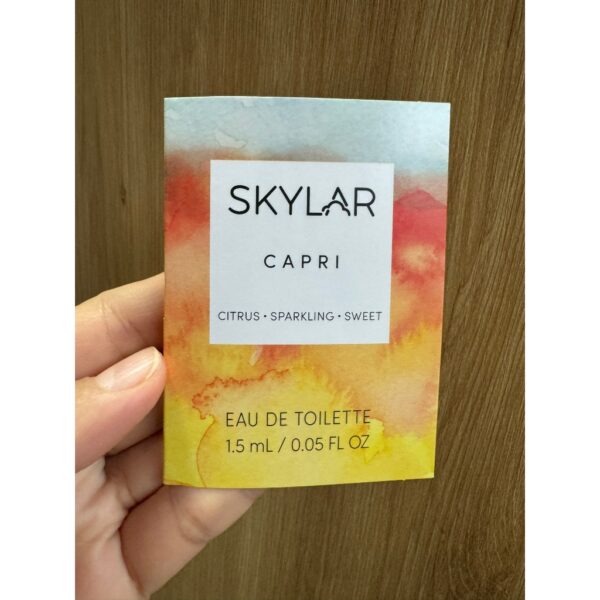 SKYLAR
CAPRI
CITRUS • SPARKLING • SWEET
EAU DE TOILETTE
1.5 mL / 0.05 FL OZ